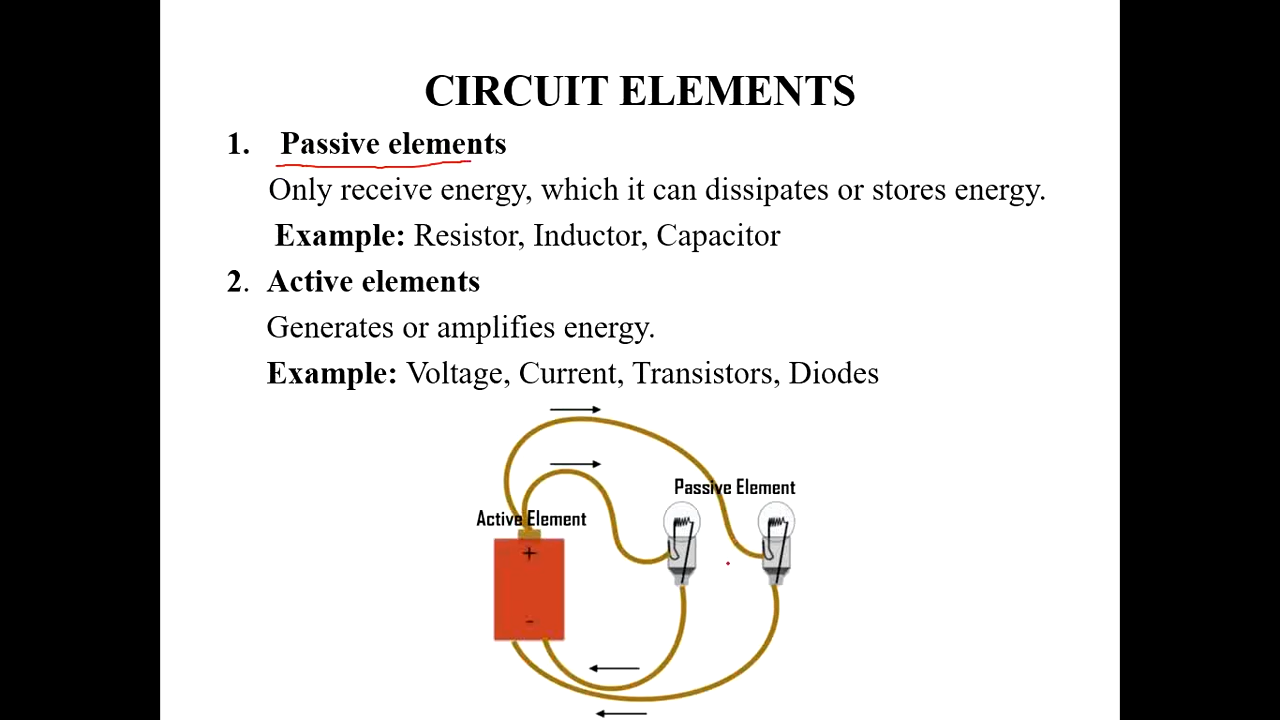 CIRCUIT ELEMENTS
1. Passive elements
Only receive energy, which it can dissipates or stores energy.
Example: Resistor, Inductor, Capacitor
2. Active elements
Generates or amplifies energy.
Example: Voltage, Current, Transistors, Diodes
Passive Element
Active Element
+
-